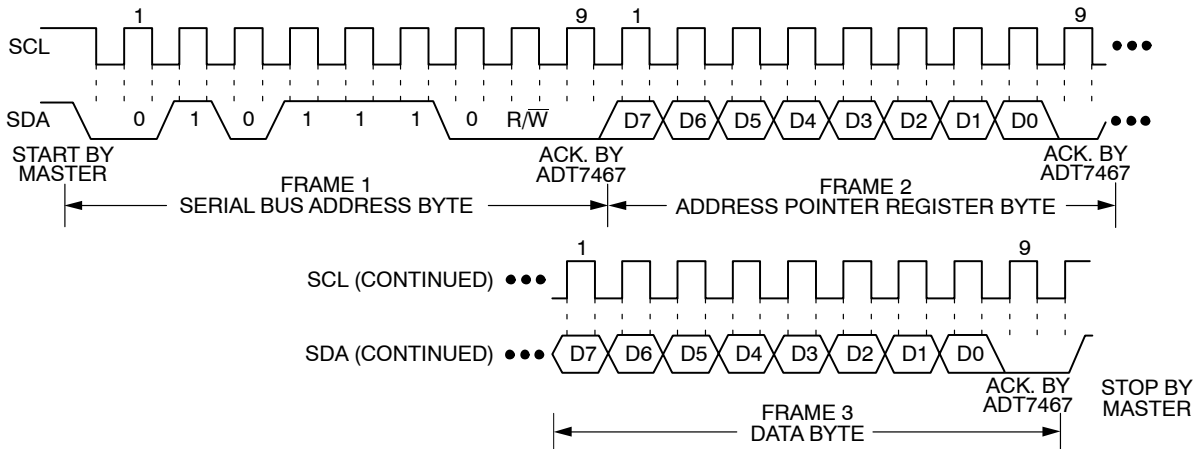 1 9 1 9
SCL
SDA 0 1 0 1 1 1 0 R/W̅ D7 D6 D5 D4 D3 D2 D1 D0
START BY MASTER
ACK. BY ADT7467
ACK. BY ADT7467
FRAME 1
SERIAL BUS ADDRESS BYTE
FRAME 2
ADDRESS POINTER REGISTER BYTE
1 9
SCL (CONTINUED)
SDA (CONTINUED) D7 D6 D5 D4 D3 D2 D1 D0
ACK. BY ADT7467
STOP BY MASTER
FRAME 3
DATA BYTE